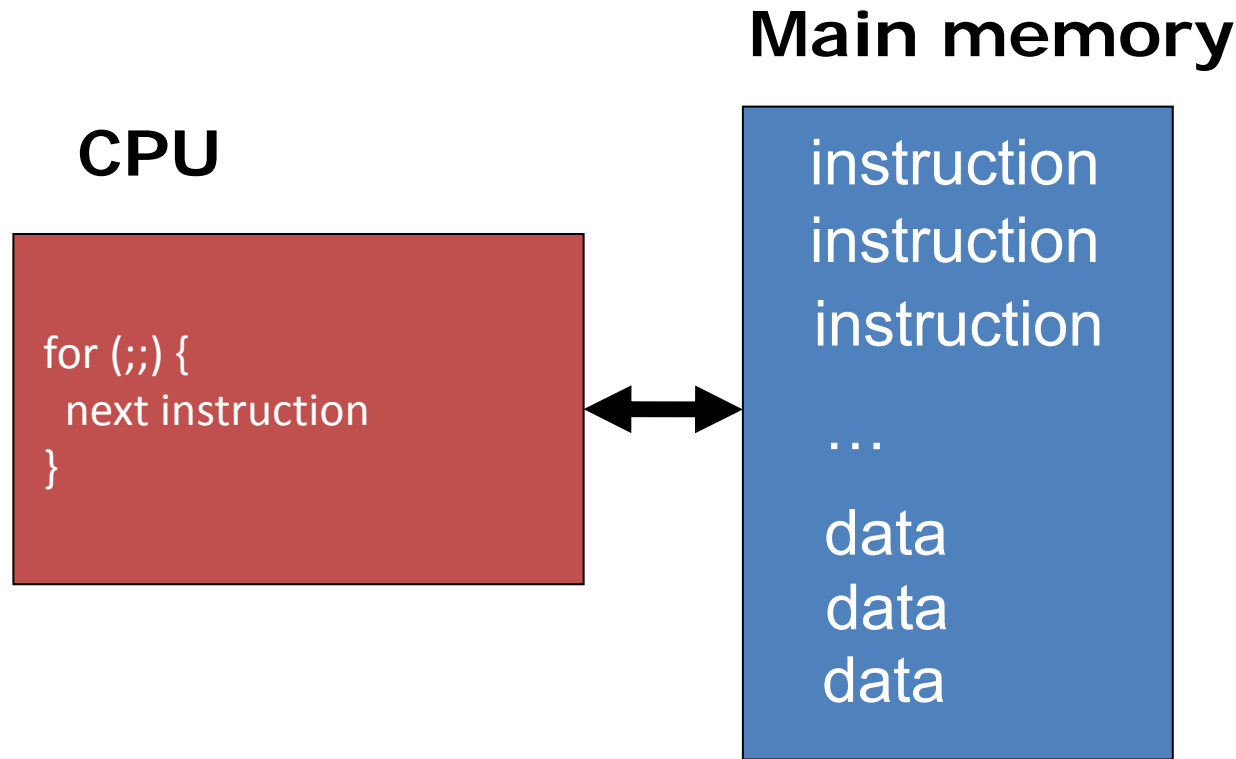 Main memory
CPU
for (;;) {
next instruction
}
instruction
instruction
instruction
…
data
data
data